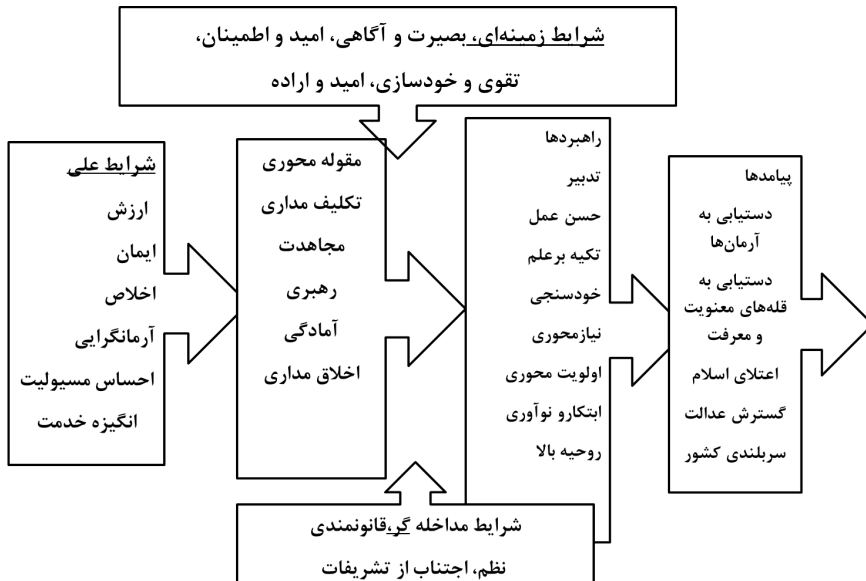 شرایط زمینه‌ای، بصیرت و آگاهی، امید و اطمینان،
تقوی و خودسازی، امید و اراده
شرایط علی
ارزش
ایمان
اخلاص
آرمانگرایی
احساس مسیولیت
انگیزه خدمت
مقوله محوری
تکلیف مداری
مجاهدت
رهبری
آمادگی
اخلاق مداری
راهبردها
تدبیر
حسن عمل
تکیه برعلم
خودسنجی
نیازمحوری
اولویت محوری
ابتکارو نوآوری
روحیه بالا
پیامدها
دستیابی به
آرمان‌ها
دستیابی به
قله‌های معنویت
و معرفت
اعتلای اسلام
گسترش عدالت
سربلندی کشور
شرایط مداخله گر،قانونمندی
نظم، اجتناب از تشریفات